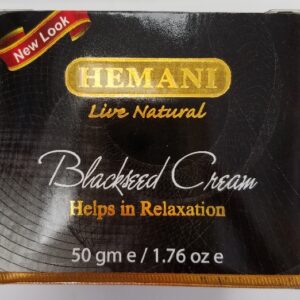 New Look
HEMANI
Live Natural
Blackseed Cream
Helps in Relaxation
50 gm e / 1.76 oz e